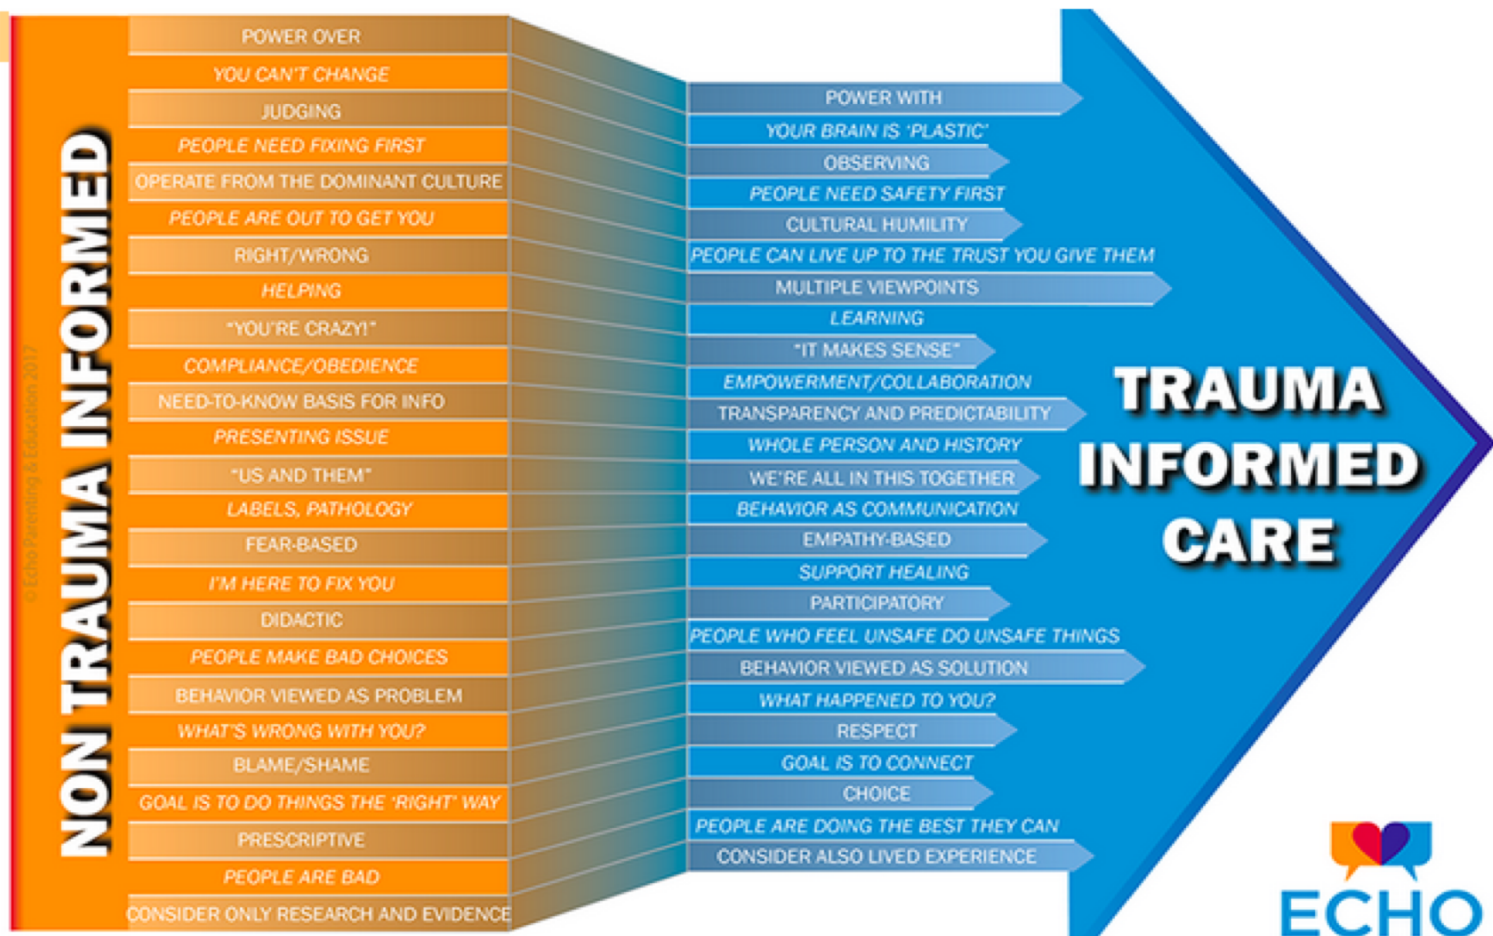 NON TRAUMA INFORMED
POWER OVER
YOU CAN'T CHANGE
JUDGING
PEOPLE NEED FIXING FIRST
OPERATE FROM THE DOMINANT CULTURE
PEOPLE ARE OUT TO GET YOU
RIGHT/WRONG
HELPING
“YOU'RE CRAZY!”
COMPLIANCE/OBEDIENCE
NEED-TO-KNOW BASIS FOR INFO
PRESENTING ISSUE
“US AND THEM”
LABELS, PATHOLOGY
FEAR-BASED
I'M HERE TO FIX YOU
DIDACTIC
PEOPLE MAKE BAD CHOICES
BEHAVIOR VIEWED AS PROBLEM
WHAT'S WRONG WITH YOU?
BLAME/SHAME
GOAL IS TO DO THINGS THE ‘RIGHT’ WAY
PRESCRIPTIVE
PEOPLE ARE BAD
CONSIDER ONLY RESEARCH AND EVIDENCE
POWER WITH
YOUR BRAIN IS ‘PLASTIC’
OBSERVING
PEOPLE NEED SAFETY FIRST
CULTURAL HUMILITY
PEOPLE CAN LIVE UP TO THE TRUST YOU GIVE THEM
MULTIPLE VIEWPOINTS
LEARNING
“IT MAKES SENSE”
EMPOWERMENT/COLLABORATION
TRANSPARENCY AND PREDICTABILITY
WHOLE PERSON AND HISTORY
WE'RE ALL IN THIS TOGETHER
BEHAVIOR AS COMMUNICATION
EMPATHY-BASED
SUPPORT HEALING
PARTICIPATORY
PEOPLE WHO FEEL UNSAFE DO UNSAFE THINGS
BEHAVIOR VIEWED AS SOLUTION
WHAT HAPPENED TO YOU?
RESPECT
GOAL IS TO CONNECT
CHOICE
PEOPLE ARE DOING THE BEST THEY CAN
CONSIDER ALSO LIVED EXPERIENCE
TRAUMA
INFORMED
CARE
ECHO
© Echo Parenting & Education 2017